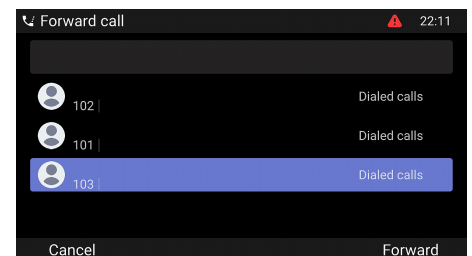 Forward call 22:11
102 Dialed calls
101 Dialed calls
103 Dialed calls
Cancel Forward